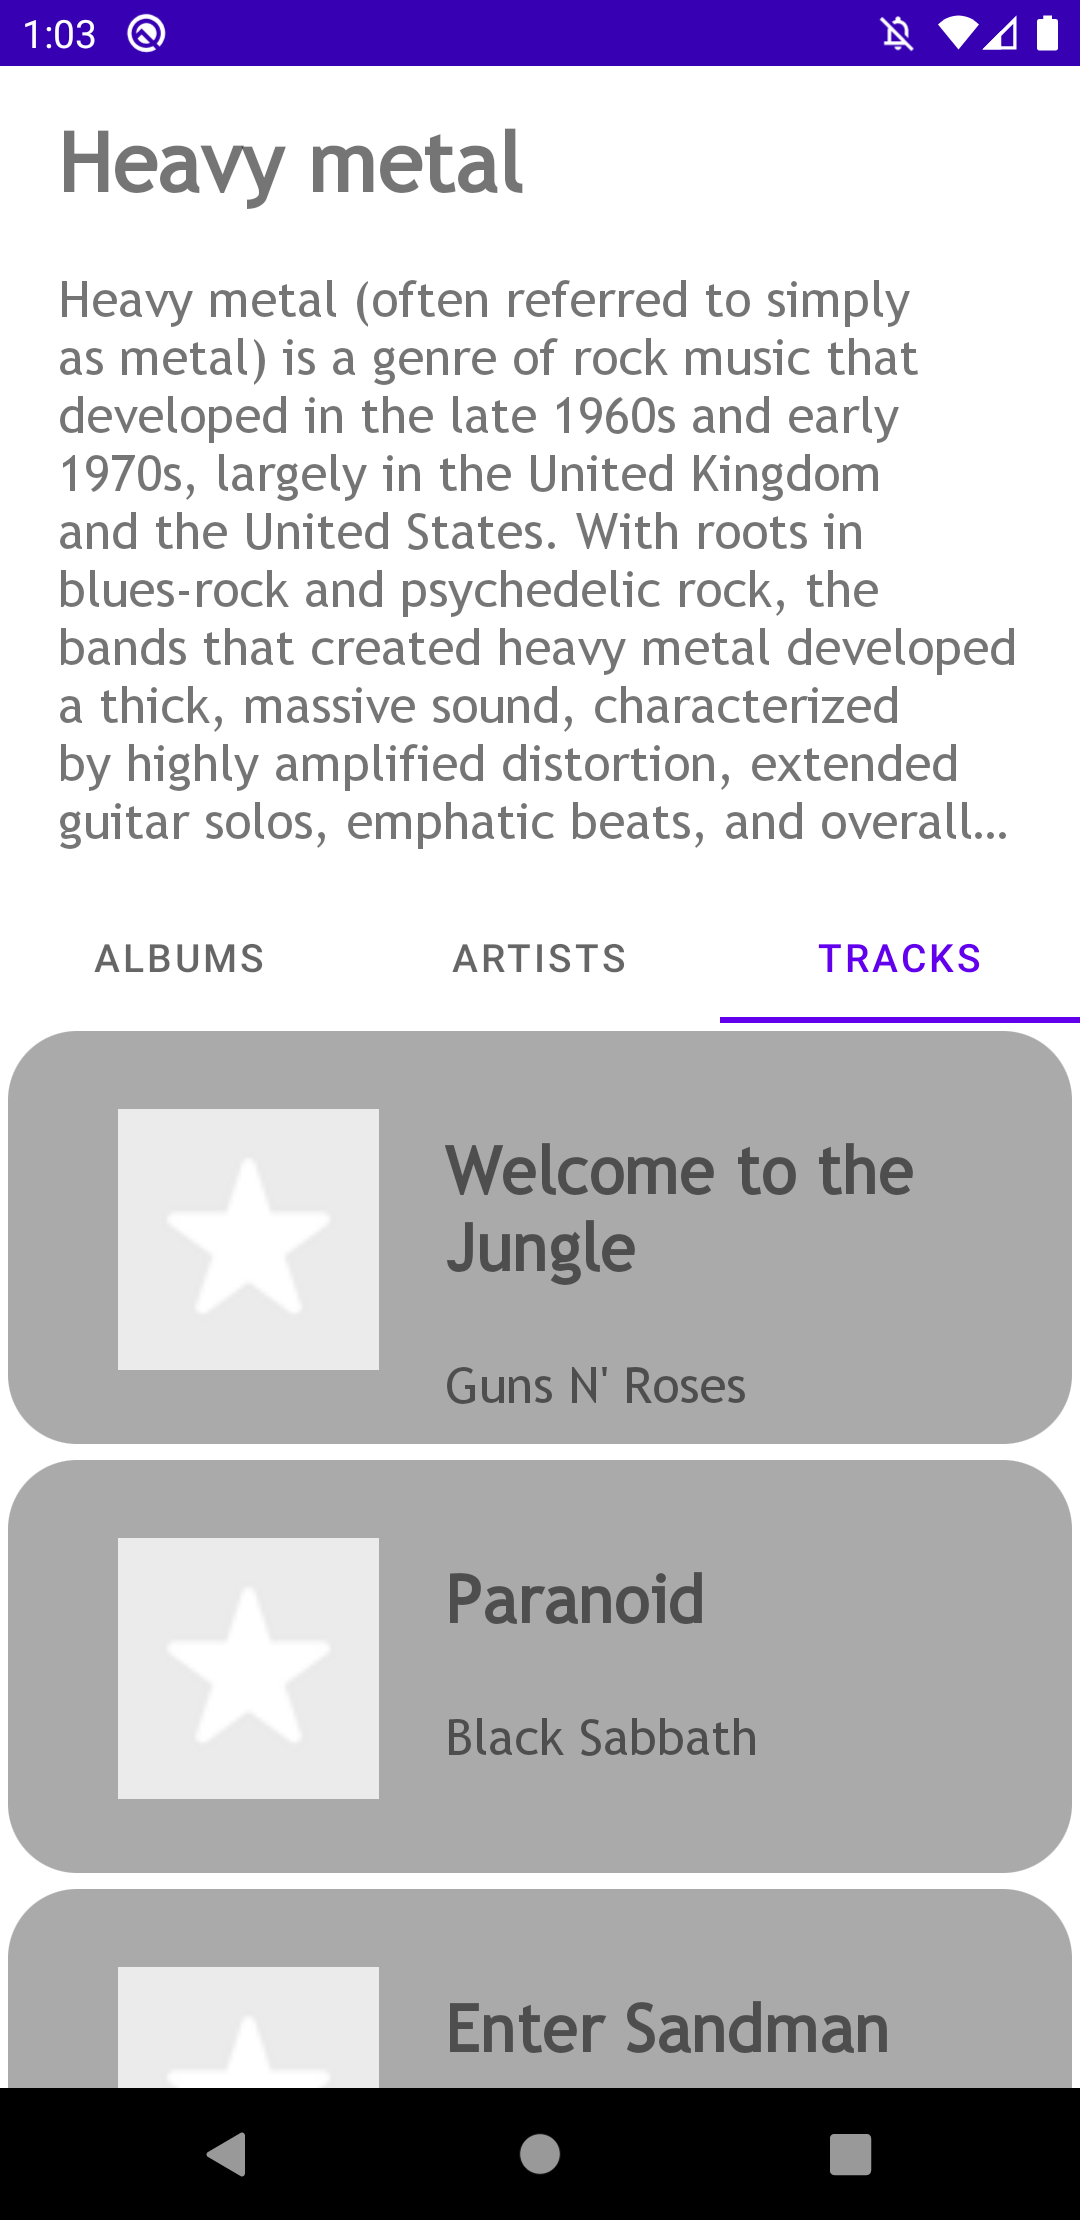 1:03
Heavy metal
Heavy metal (often referred to simply
as metal) is a genre of rock music that
developed in the late 1960s and early
1970s, largely in the United Kingdom
and the United States. With roots in
blues-rock and psychedelic rock, the
bands that created heavy metal developed
a thick, massive sound, characterized
by highly amplified distortion, extended
guitar solos, emphatic beats, and overall…
ALBUMS ARTISTS TRACKS
Welcome to the
Jungle
Guns N' Roses
Paranoid
Black Sabbath
Enter Sandman